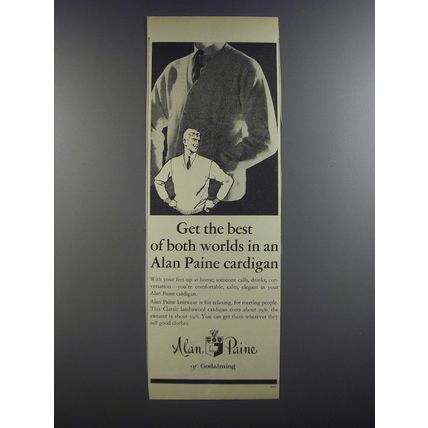 Get the best
of both worlds in an
Alan Paine cardigan
With your feet up at home; someone calls, drinks, con-
versation—you're comfortable, calm, elegant in your
Alan Paine cardigan.
Alan Paine knitwear is for relaxing, for meeting people.
This Classic lambswool cardigan costs about
sweater is about You can get them wherever they
sell good clothes.
Alan Paine
of Godalming